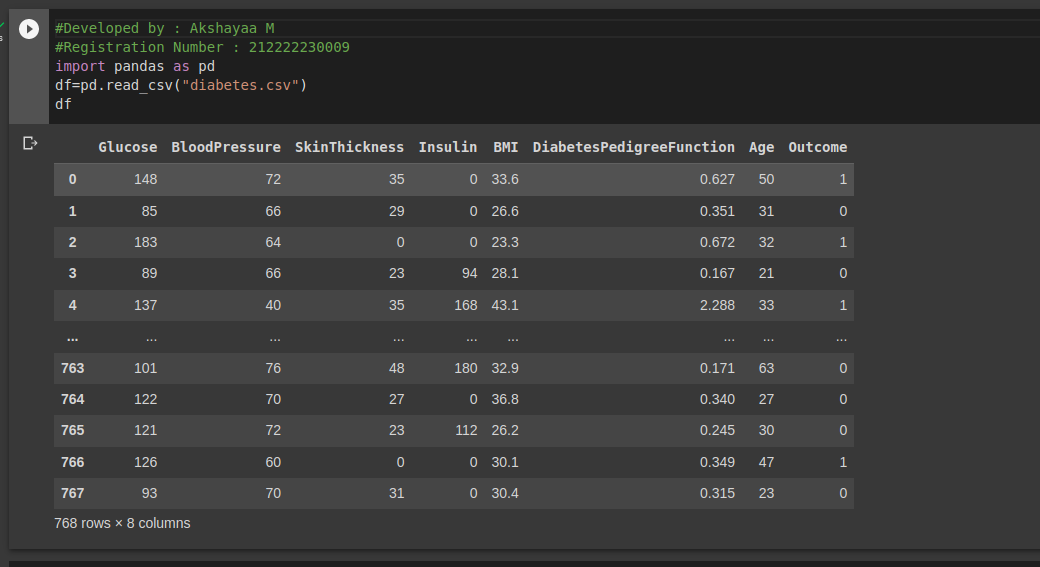 #Developed by : Akshayaa M
#Registration Number : 212222230009
import pandas as pd
df=pd.read_csv("diabetes.csv")
df
Glucose BloodPressure SkinThickness Insulin BMI DiabetesPedigreeFunction Age Outcome
0 148 72 35 0 33.6 0.627 50 1
1 85 66 29 0 26.6 0.351 31 0
2 183 64 0 0 23.3 0.672 32 1
3 89 66 23 94 28.1 0.167 21 0
4 137 40 35 168 43.1 2.288 33 1
... ... ... ... ... ... ... ... ...
763 101 76 48 180 32.9 0.171 63 0
764 122 70 27 0 36.8 0.340 27 0
765 121 72 23 112 26.2 0.245 30 0
766 126 60 0 0 30.1 0.349 47 1
767 93 70 31 0 30.4 0.315 23 0
768 rows × 8 columns